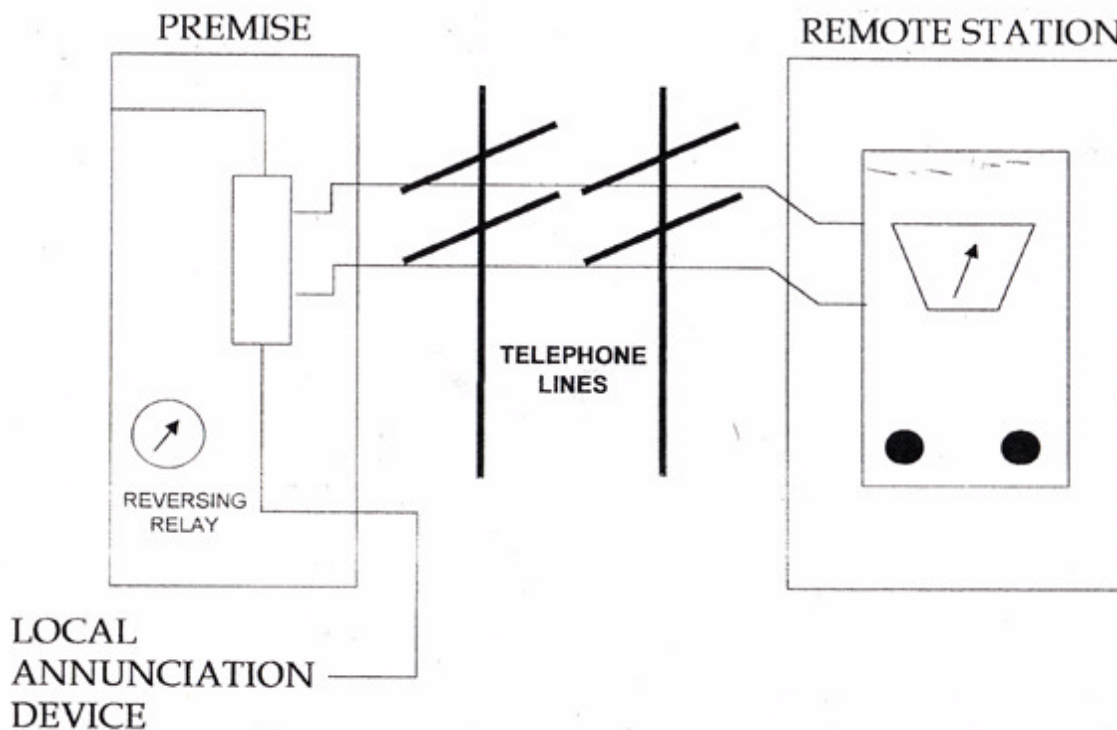 PREMISE
REMOTE STATION
TELEPHONE
LINES
REVERSING
RELAY
LOCAL
ANNUNCIATION
DEVICE